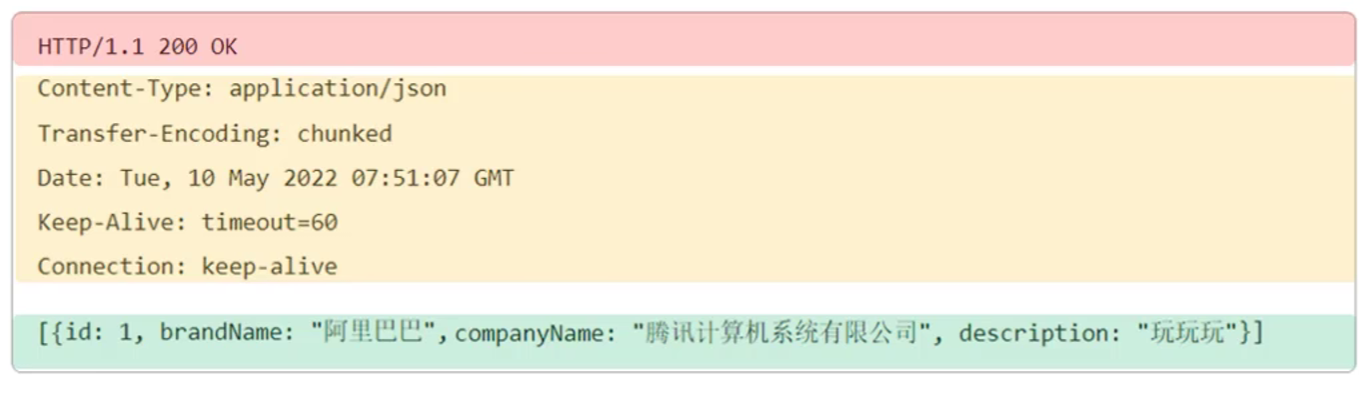 HTTP/1.1 200 OK
Content-Type: application/json
Transfer-Encoding: chunked
Date: Tue, 10 May 2022 07:51:07 GMT
Keep-Alive: timeout=60
Connection: keep-alive
[{id: 1, brandName: "阿里巴巴",companyName: "腾讯计算机系统有限公司", description: "玩玩玩"}]